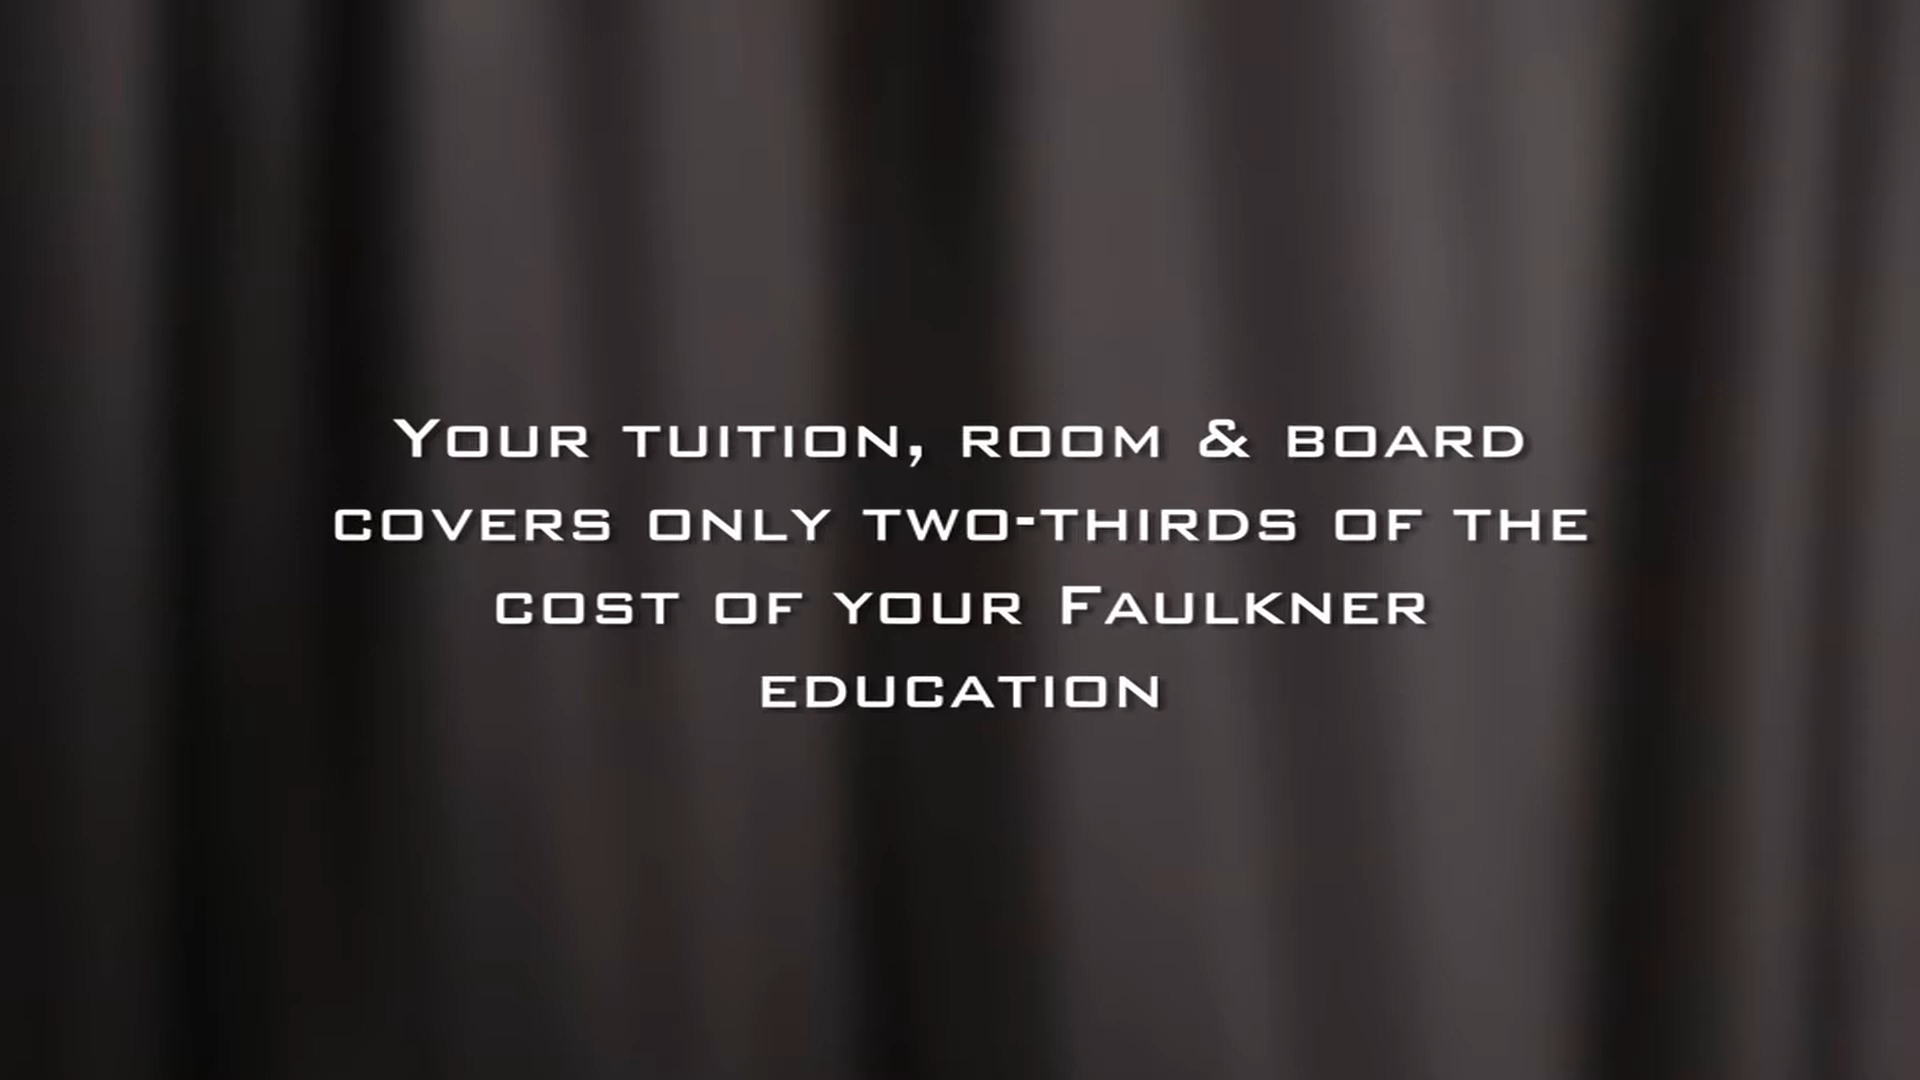 Your tuition, room & board
covers only two-thirds of the
cost of your Faulkner
education